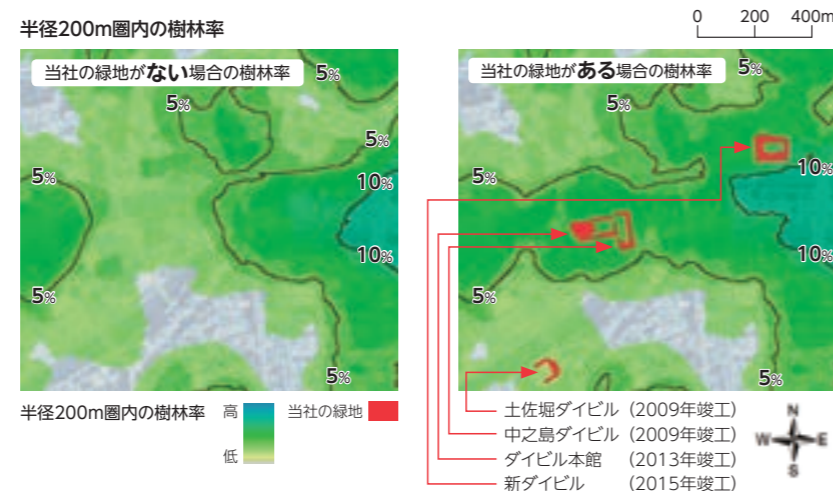 半径200m圏内の樹林率
0 200 400m
当社の緑地がない場合の樹林率
5%
5%
5%
5%
10%
10%
5%
5%
当社の緑地がある場合の樹林率
5%
5%
5%
10%
10%
5%
5%
半径200m圏内の樹林率
高
低
当社の緑地
土佐堀ダイビル (2009年竣工)
中之島ダイビル (2009年竣工)
ダイビル本館 (2013年竣工)
新ダイビル (2015年竣工)
N
W E
S